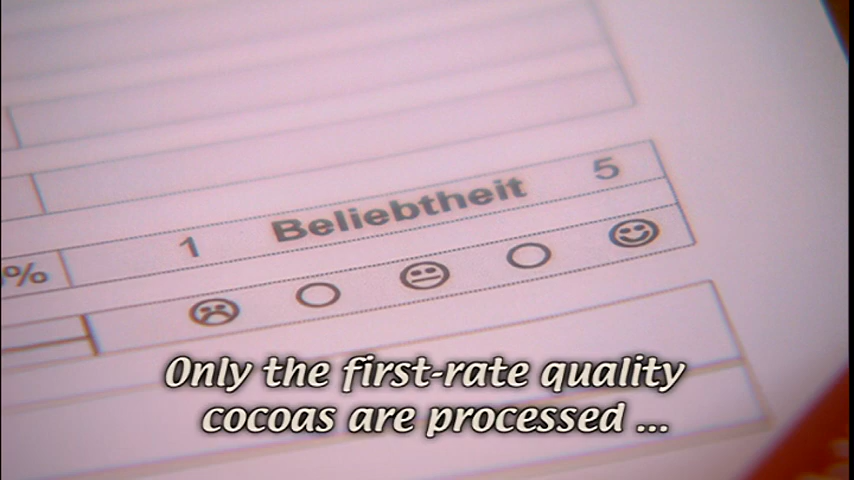 1 Beliebtheit 5
%
Only the first-rate quality
cocoas are processed ...